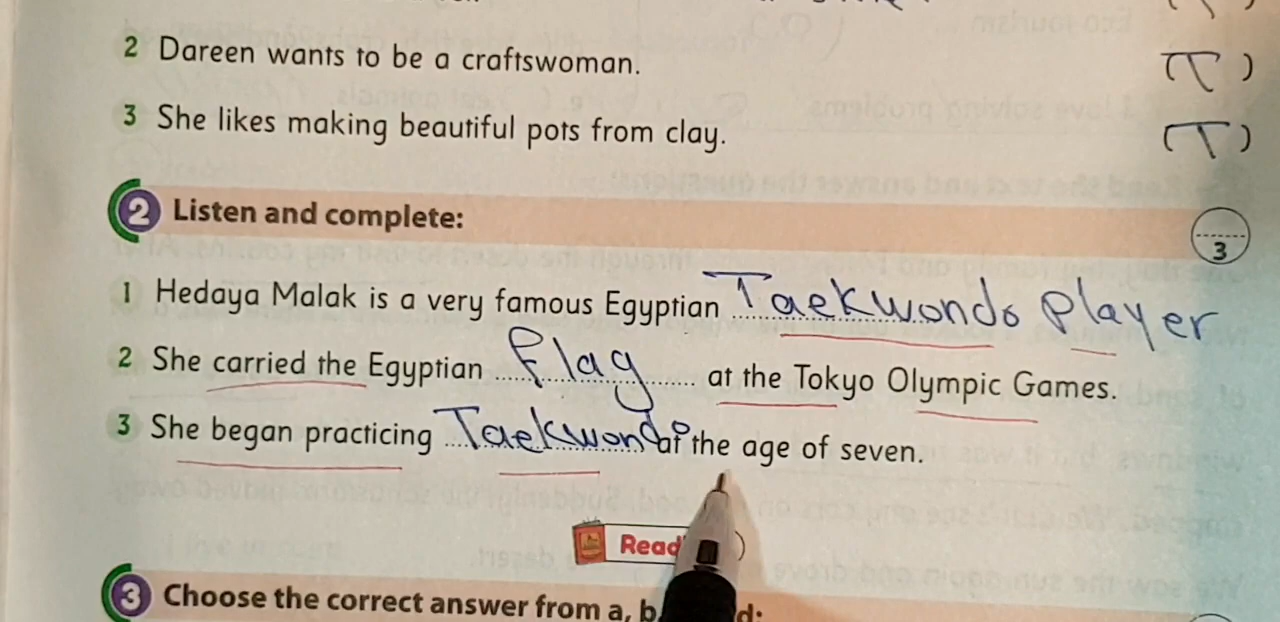 2 Dareen wants to be a craftswoman. (T)
3 She likes making beautiful pots from clay. (T)
2 Listen and complete:
3
1 Hedaya Malak is a very famous Egyptian Taekwondo Player
2 She carried the Egyptian flag at the Tokyo Olympic Games.
3 She began practicing Taekwondo at the age of seven.
Read
3 Choose the correct answer from a, b d: